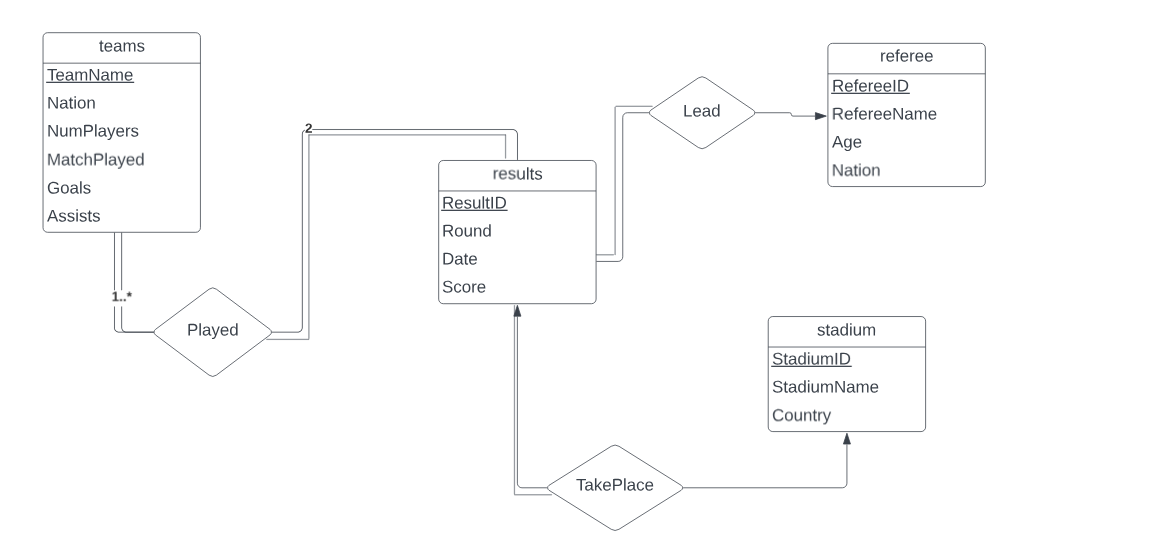 teams
TeamName
Nation
NumPlayers
MatchPlayed
Goals
Assists
1..*
Played
2
results
ResultID
Round
Date
Score
Lead
referee
RefereeID
RefereeName
Age
Nation
stadium
StadiumID
StadiumName
Country
TakePlace